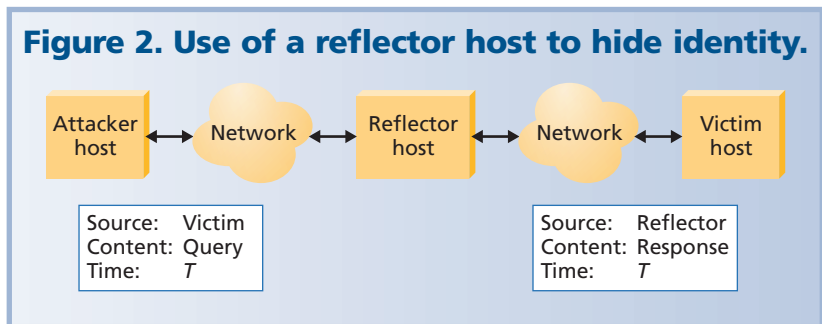 Figure 2. Use of a reflector host to hide identity.
Attacker
host
Network
Reflector
host
Network
Victim
host
Source: Victim
Content: Query
Time: T
Source: Reflector
Content: Response
Time: T